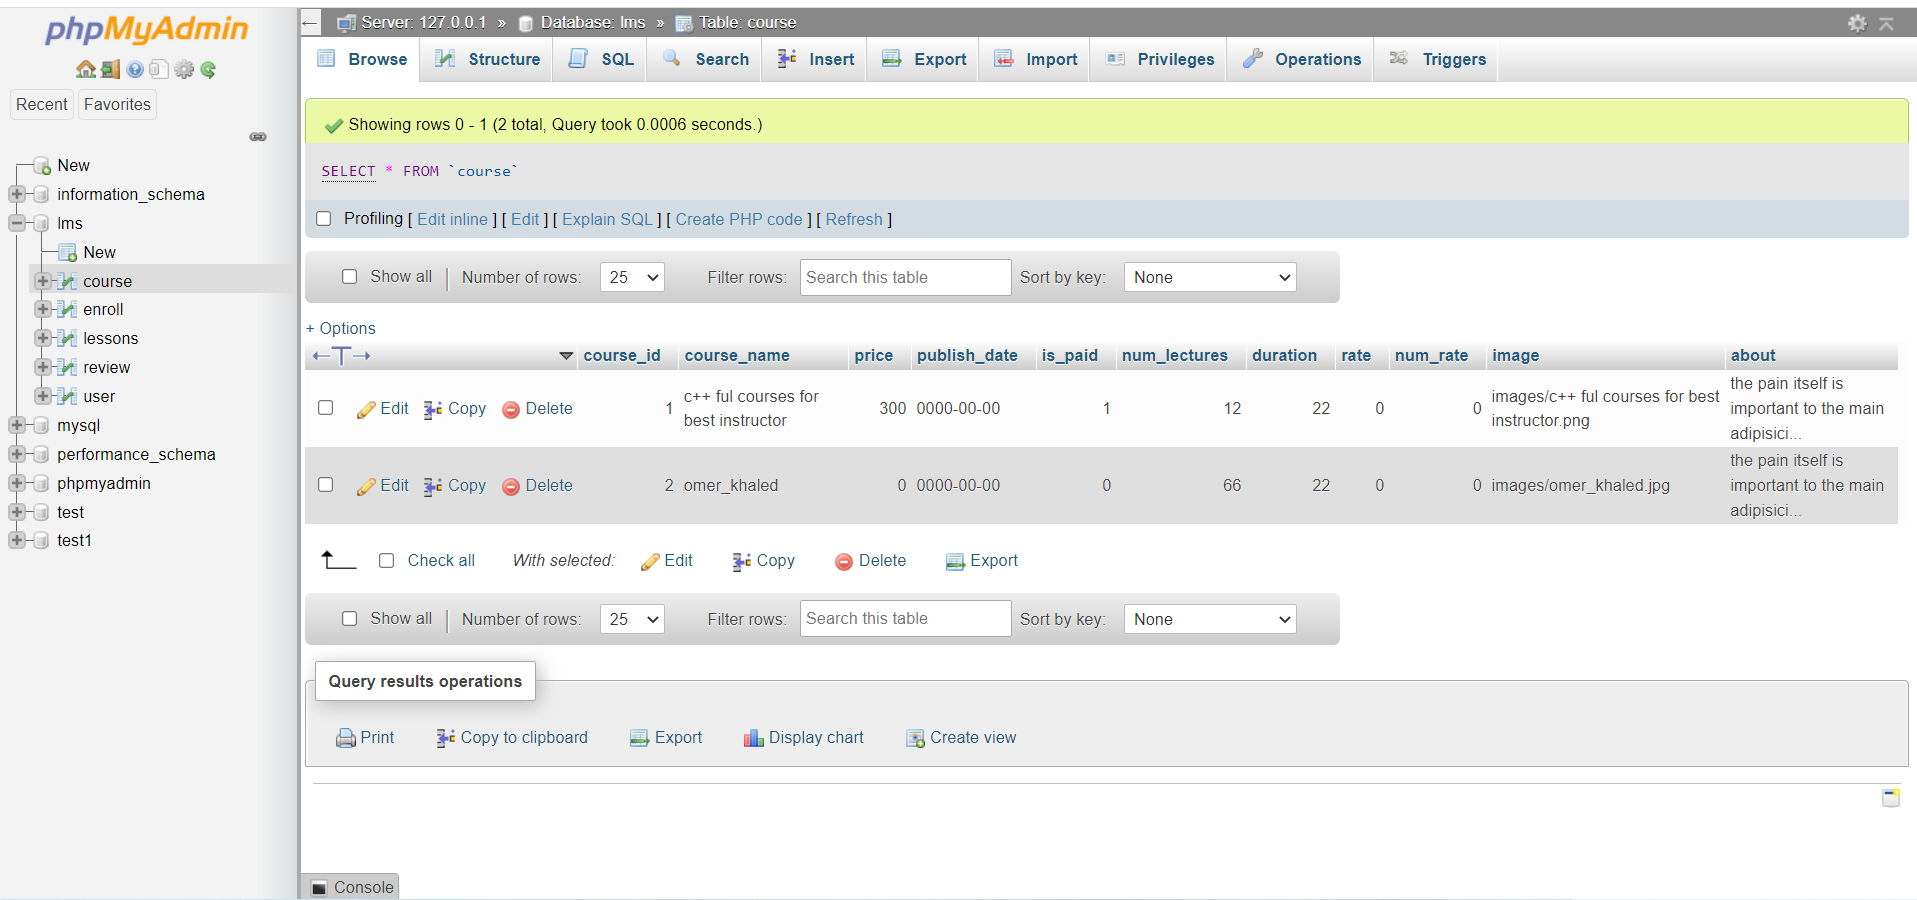 phpMyAdmin
Recent Favorites
New
information_schema
lms
New
course
enroll
lessons
review
user
mysql
performance_schema
phpmyadmin
test
test1
Server: 127.0.0.1 » Database: lms » Table: course
Browse Structure SQL Search Insert Export Import Privileges Operations Triggers
Showing rows 0 - 1 (2 total, Query took 0.0006 seconds.)
SELECT * FROM `course`
Profiling [ Edit inline ] [ Edit ] [ Explain SQL ] [ Create PHP code ] [ Refresh ]
Show all Number of rows: 25 Filter rows: Search this table Sort by key: None
+ Options
←T→ course_id course_name price publish_date is_paid num_lectures duration rate num_rate image about
Edit Copy Delete 1 c++ ful courses for best instructor 300 0000-00-00 1 12 22 0 0 images/c++ ful courses for best instructor.png the pain itself is important to the main adipisici...
Edit Copy Delete 2 omer_khaled 0 0000-00-00 0 66 22 0 0 images/omer_khaled.jpg the pain itself is important to the main adipisici...
Check all With selected: Edit Copy Delete Export
Show all Number of rows: 25 Filter rows: Search this table Sort by key: None
Query results operations
Print Copy to clipboard Export Display chart Create view
Console